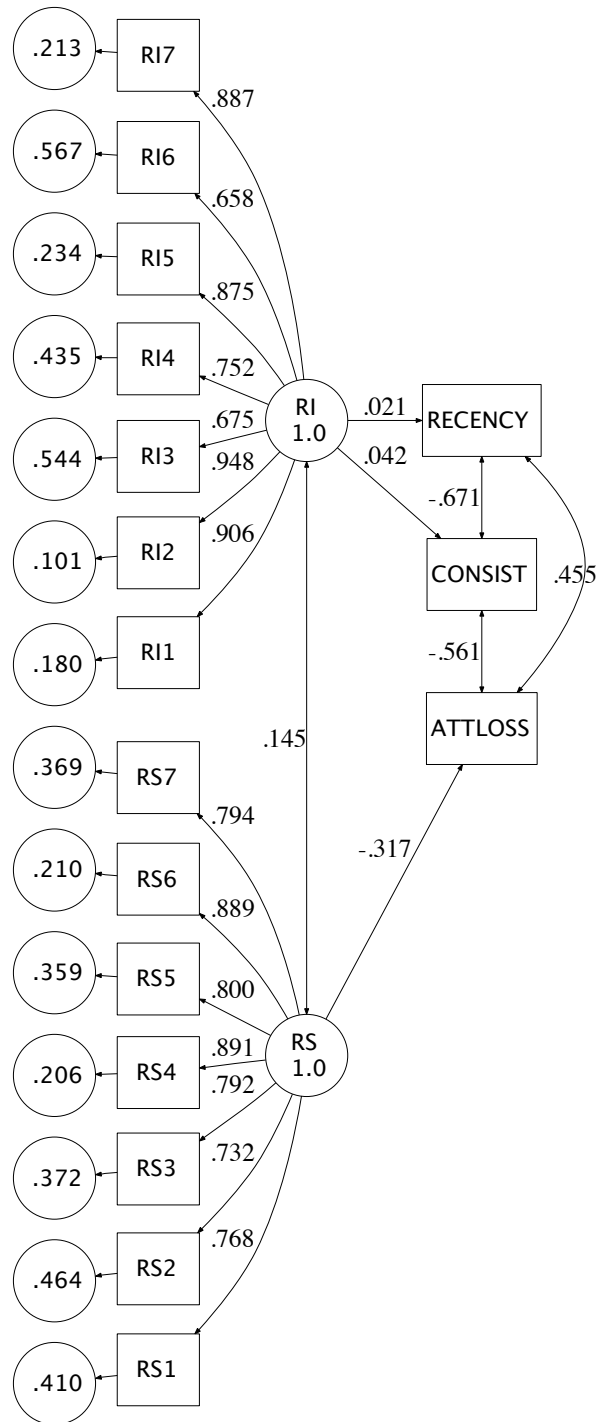 .213
RI7
.887
.567
RI6
.658
.234
RI5
.875
.435
RI4
.752
RI
1.0
.021
RECENCY
.675
.544
RI3
.042
.948
-.671
.101
RI2
.906
CONSIST
.455
.180
RI1
-.561
ATTLOSS
.145
.369
RS7
.794
-.317
.210
RS6
.889
.359
RS5
.800
RS
1.0
.891
.206
RS4
.792
.372
RS3
.732
.768
.464
RS2
.410
RS1